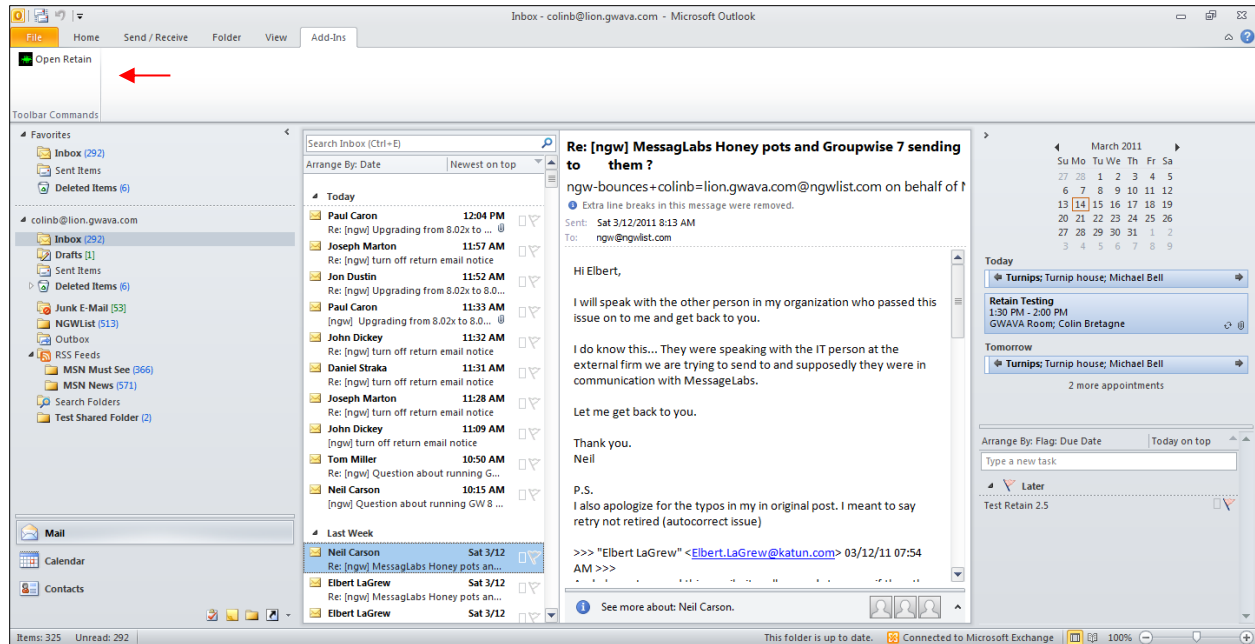 Inbox - colinb@lion.gwava.com - Microsoft Outlook
File Home Send / Receive Folder View Add-Ins
Open Retain
Toolbar Commands
Favorites
Inbox (292)
Sent Items
Deleted Items (6)
colinb@lion.gwava.com
Inbox (292)
Drafts [1]
Sent Items
Deleted Items (6)
Junk E-Mail [53]
NGWList (513)
Outbox
RSS Feeds
MSN Must See (366)
MSN News (571)
Search Folders
Test Shared Folder (2)
Mail
Calendar
Contacts
Search Inbox (Ctrl+E)
Arrange By: Date Newest on top
Today
Paul Caron 12:04 PM
Re: [ngw] Upgrading from 8.02x to ...
Joseph Marton 11:57 AM
Re: [ngw] turn off return email notice
Jon Dustin 11:52 AM
Re: [ngw] Upgrading from 8.02x to 8.0...
Paul Caron 11:33 AM
[ngw] Upgrading from 8.02x to 8.0...
John Dickey 11:32 AM
Re: [ngw] turn off return email notice
Daniel Straka 11:31 AM
Re: [ngw] turn off return email notice
Joseph Marton 11:28 AM
Re: [ngw] turn off return email notice
John Dickey 11:09 AM
[ngw] turn off return email notice
Tom Miller 10:50 AM
Re: [ngw] Question about running G...
Neil Carson 10:15 AM
[ngw] Question about running GW 8 ...
Last Week
Neil Carson Sat 3/12
Re: [ngw] MessagLabs Honey pots an...
Elbert LaGrew Sat 3/12
Re: [ngw] MessagLabs Honey pots an...
Elbert LaGrew Sat 3/12
Re: [ngw] MessagLabs Honey pots and Groupwise 7 sending
to them ?
ngw-bounces+colinb=lion.gwava.com@ngwlist.com on behalf of
Extra line breaks in this message were removed.
Sent: Sat 3/12/2011 8:13 AM
To: ngw@ngwlist.com
Hi Elbert,
I will speak with the other person in my organization who passed this
issue on to me and get back to you.
I do know this... They were speaking with the IT person at the
external firm we are trying to send to and supposedly they were in
communication with MessageLabs.
Let me get back to you.
Thank you.
Neil
P.S.
I also apologize for the typos in my in original post. I meant to say
retry not retired (autocorrect issue)
>>> "Elbert LaGrew" <Elbert.LaGrew@katun.com> 03/12/11 07:54
AM >>>
See more about: Neil Carson.
March 2011
Su Mo Tu We Th Fr Sa
27 28 1 2 3 4 5
6 7 8 9 10 11 12
13 14 15 16 17 18 19
20 21 22 23 24 25 26
27 28 29 30 31 1 2
3 4 5 6 7 8 9
Today
Turnips; Turnip house; Michael Bell
Retain Testing
1:30 PM - 2:00 PM
GWAVA Room; Colin Bretagne
Tomorrow
Turnips; Turnip house; Michael Bell
2 more appointments
Arrange By: Flag: Due Date Today on top
Type a new task
Later
Test Retain 2.5
Items: 325 Unread: 292
This folder is up to date. Connected to Microsoft Exchange 100%